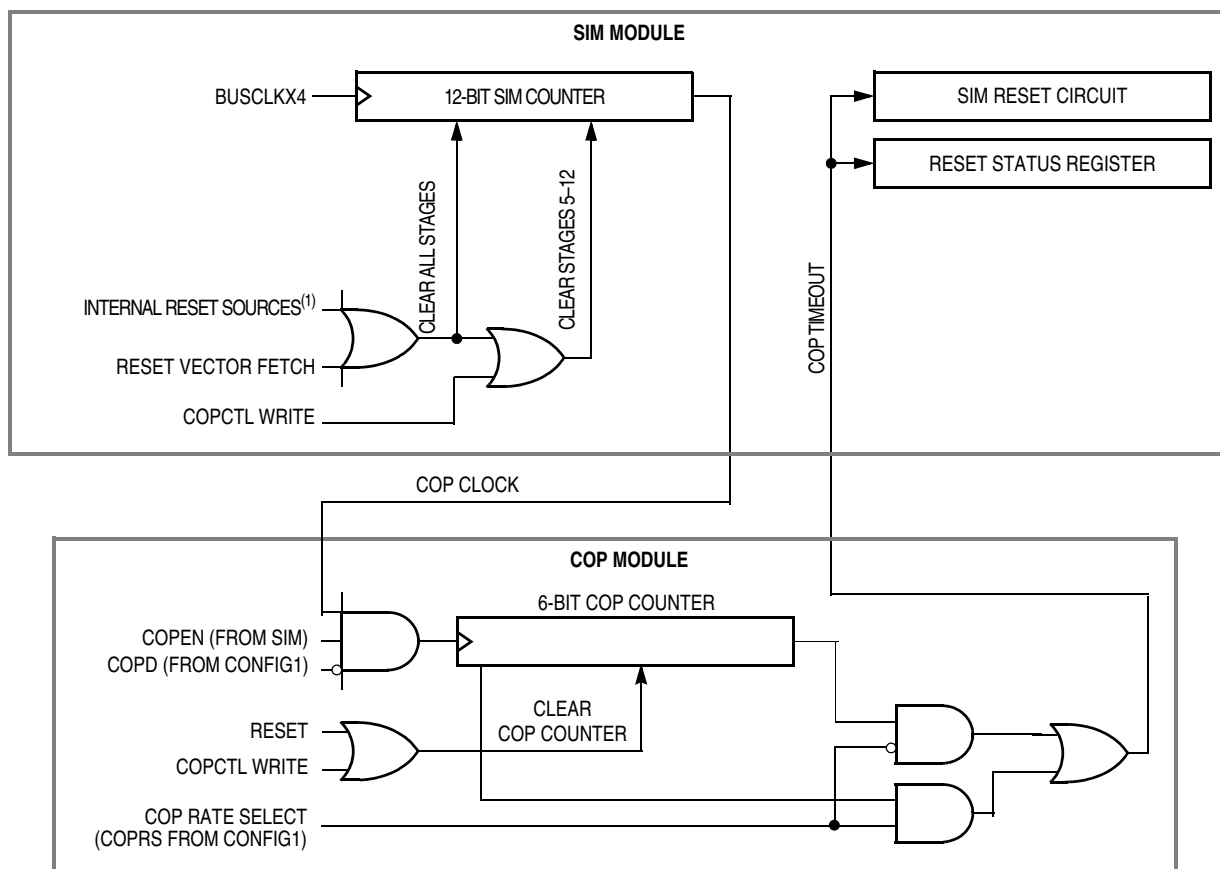 SIM MODULE
BUSCLKX4
12-BIT SIM COUNTER
SIM RESET CIRCUIT
RESET STATUS REGISTER
CLEAR ALL STAGES
CLEAR STAGES 5–12
COP TIMEOUT
INTERNAL RESET SOURCES(1)
RESET VECTOR FETCH
COPCTL WRITE
COP CLOCK
COP MODULE
6-BIT COP COUNTER
COPEN (FROM SIM)
COPD (FROM CONFIG1)
CLEAR
COP COUNTER
RESET
COPCTL WRITE
COP RATE SELECT
(COPRS FROM CONFIG1)